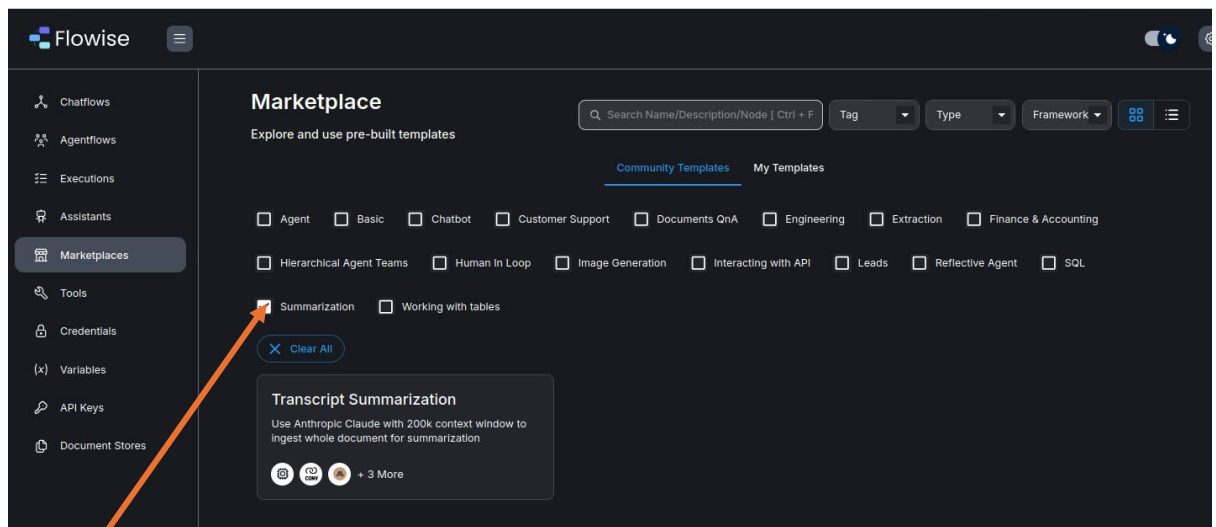 Flowise
Chatflows
Agentflows
Executions
Assistants
Marketplaces
Tools
Credentials
(x) Variables
API Keys
Document Stores
Marketplace
Explore and use pre-built templates
Search Name/Description/Node [ Ctrl + F
Tag
Type
Framework
Community Templates My Templates
Agent Basic Chatbot Customer Support Documents QnA Engineering Extraction Finance & Accounting
Hierarchical Agent Teams Human In Loop Image Generation Interacting with API Leads Reflective Agent SQL
Summarization Working with tables
Clear All
Transcript Summarization
Use Anthropic Claude with 200k context window to
ingest whole document for summarization
CONV + 3 More